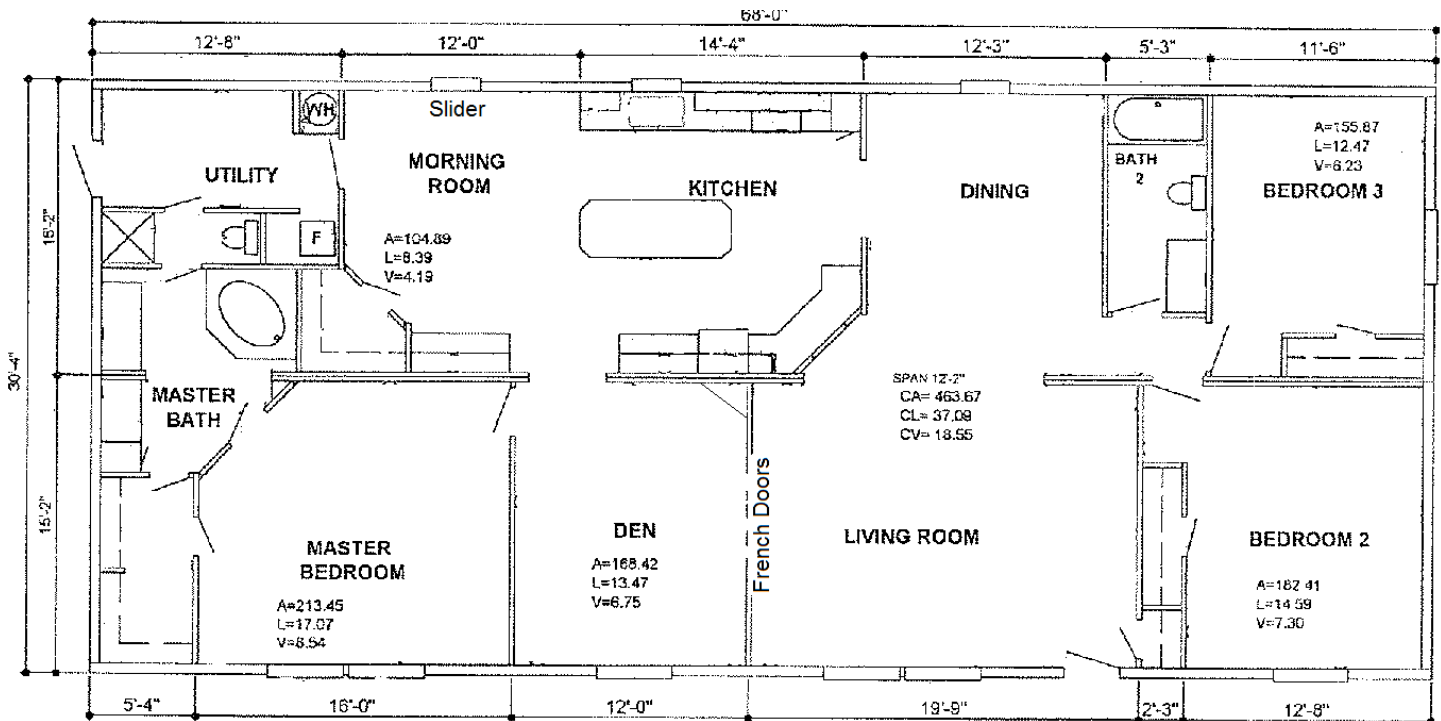 68'-0"
12'-8"
12'-0"
14'-4"
12'-3"
5'-3"
11'-6"
WH
Slider
UTILITY
MORNING
ROOM
KITCHEN
DINING
BATH
2
A=155.87
L=12.47
V=6.23
BEDROOM 3
F
A=104.89
L=8.39
V=4.19
15'-2"
30'-4"
15'-2"
MASTER
BATH
SPAN 12'-2"
CA= 463.67
CL= 37.09
CV= 18.55
French Doors
MASTER
BEDROOM
A=213.45
L=17.07
V=8.54
DEN
A=168.42
L=13.47
V=6.75
LIVING ROOM
BEDROOM 2
A=182.41
L=14.59
V=7.30
5'-4"
16'-0"
12'-0"
19'-9"
2'-3"
12'-8"